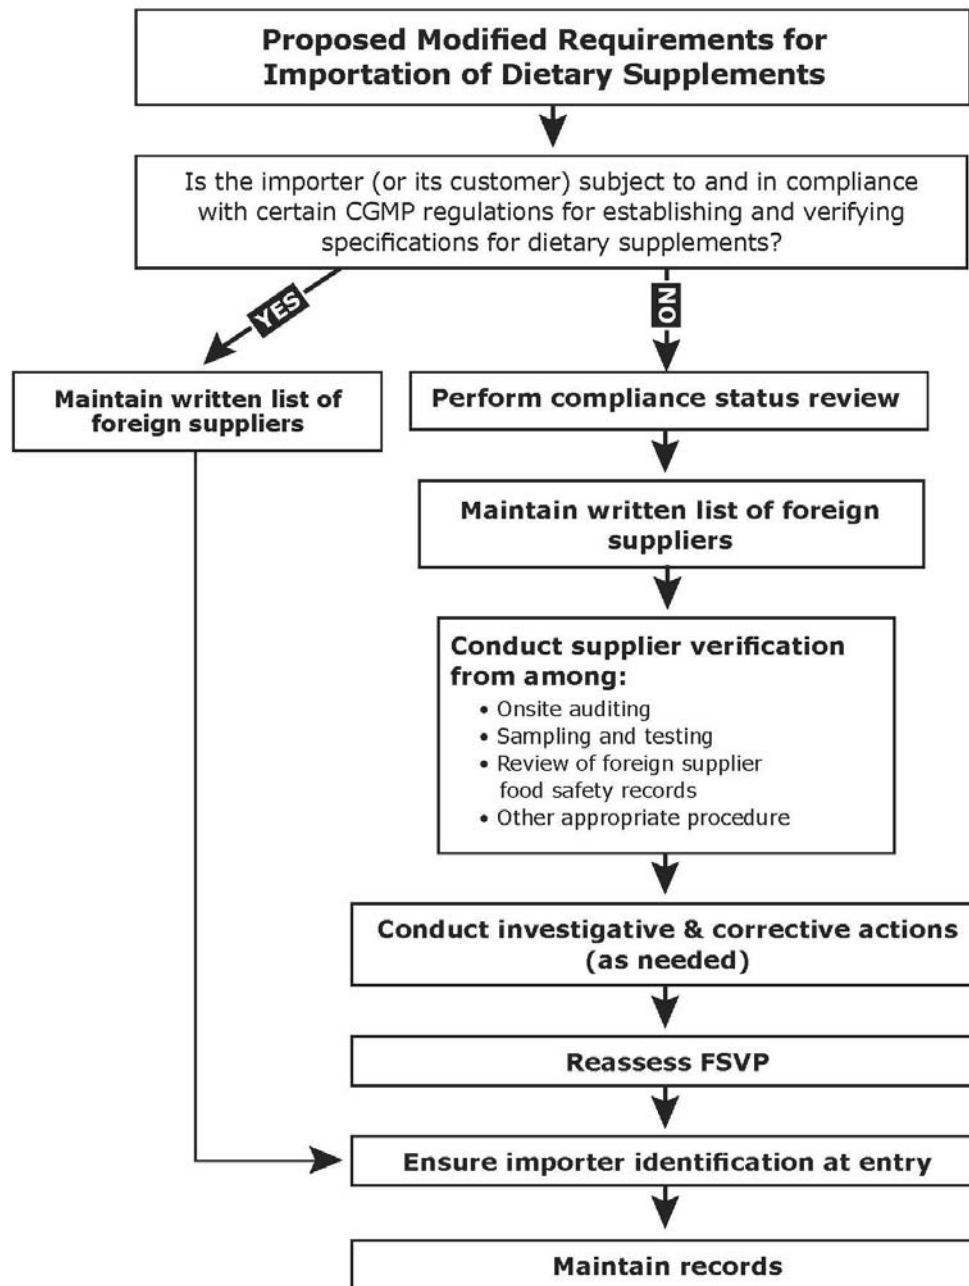 Proposed Modified Requirements for
Importation of Dietary Supplements
Is the importer (or its customer) subject to and in compliance
with certain CGMP regulations for establishing and verifying
specifications for dietary supplements?
YES
NO
Maintain written list of
foreign suppliers
Perform compliance status review
Maintain written list of foreign
suppliers
Conduct supplier verification
from among:
• Onsite auditing
• Sampling and testing
• Review of foreign supplier
food safety records
• Other appropriate procedure
Conduct investigative & corrective actions
(as needed)
Reassess FSVP
Ensure importer identification at entry
Maintain records